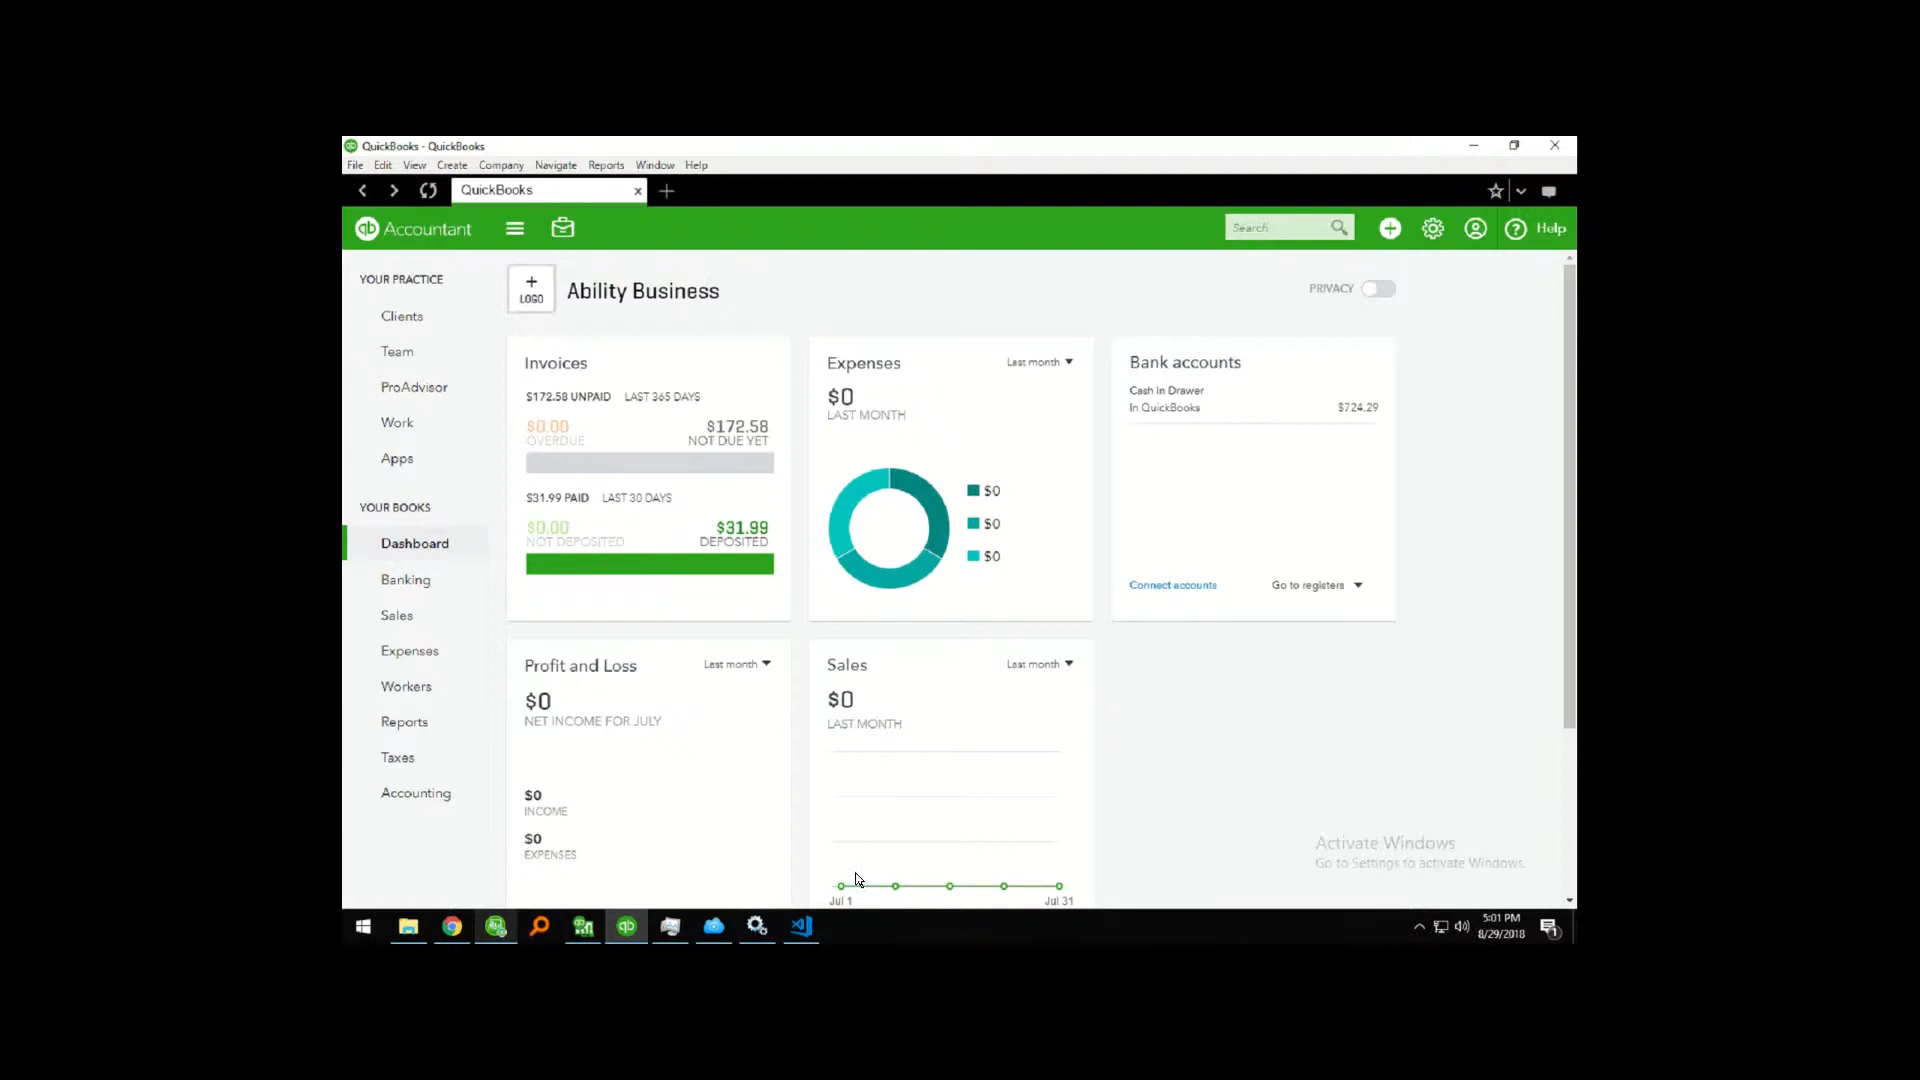 QuickBooks - QuickBooks
File Edit View Create Company Navigate Reports Window Help
QuickBooks x
qb Accountant
Search
Help
YOUR PRACTICE
Clients
Team
ProAdvisor
Work
Apps
YOUR BOOKS
Dashboard
Banking
Sales
Expenses
Workers
Reports
Taxes
Accounting
+
LOGO
Ability Business
PRIVACY
Invoices
$172.58 UNPAID LAST 365 DAYS
$0.00 $172.58
OVERDUE NOT DUE YET
$31.99 PAID LAST 30 DAYS
$0.00 $31.99
NOT DEPOSITED DEPOSITED
Expenses Last month
$0
LAST MONTH
$0
$0
$0
Bank accounts
Cash In Drawer
In QuickBooks $724.29
Connect accounts Go to registers
Profit and Loss Last month
$0
NET INCOME FOR JULY
$0
INCOME
$0
EXPENSES
Sales Last month
$0
LAST MONTH
Jul 1 Jul 31
Activate Windows
Go to Settings to activate Windows.
5:01 PM
8/29/2018
1